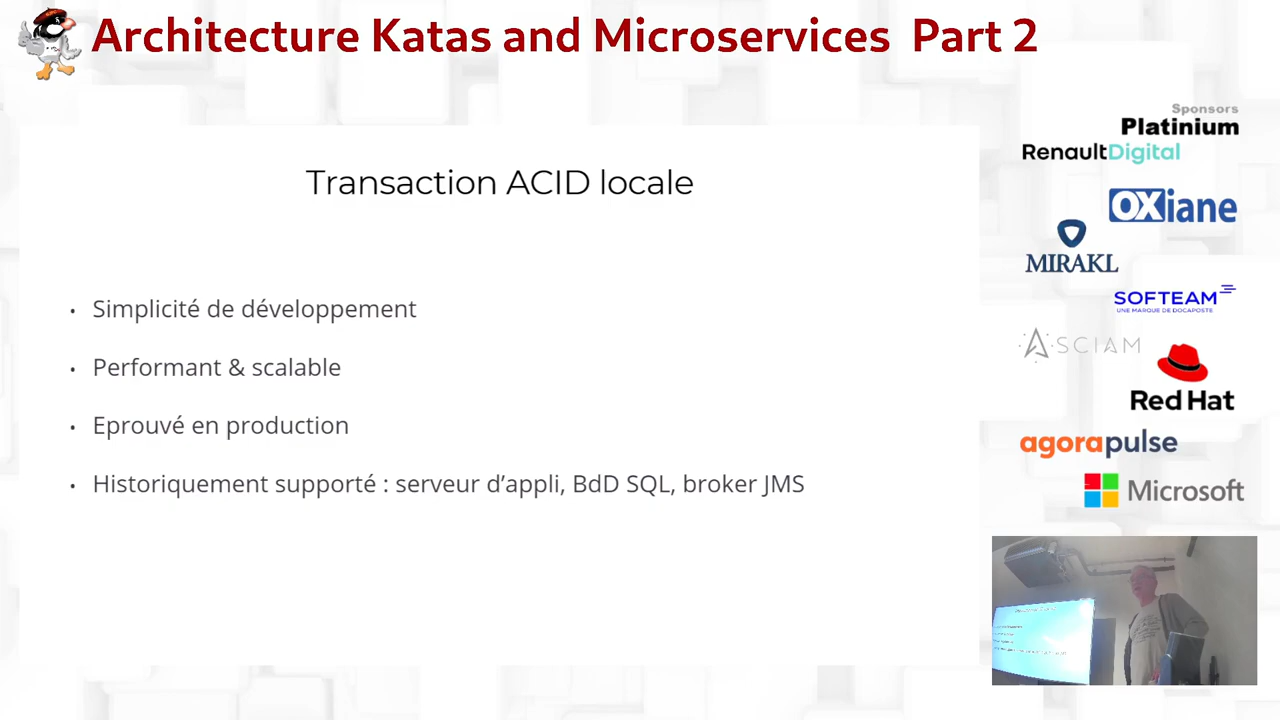 Architecture Katas and Microservices Part 2
Sponsors
Platinium
RenaultDigital
OXiane
MIRAKL
SOFTEAM
UNE MARQUE DE DOCAPOSTE
ASCIAM
Red Hat
agorapulse
Microsoft
Transaction ACID locale
• Simplicité de développement
• Performant & scalable
• Eprouvé en production
• Historiquement supporté : serveur d’appli, BdD SQL, broker JMS